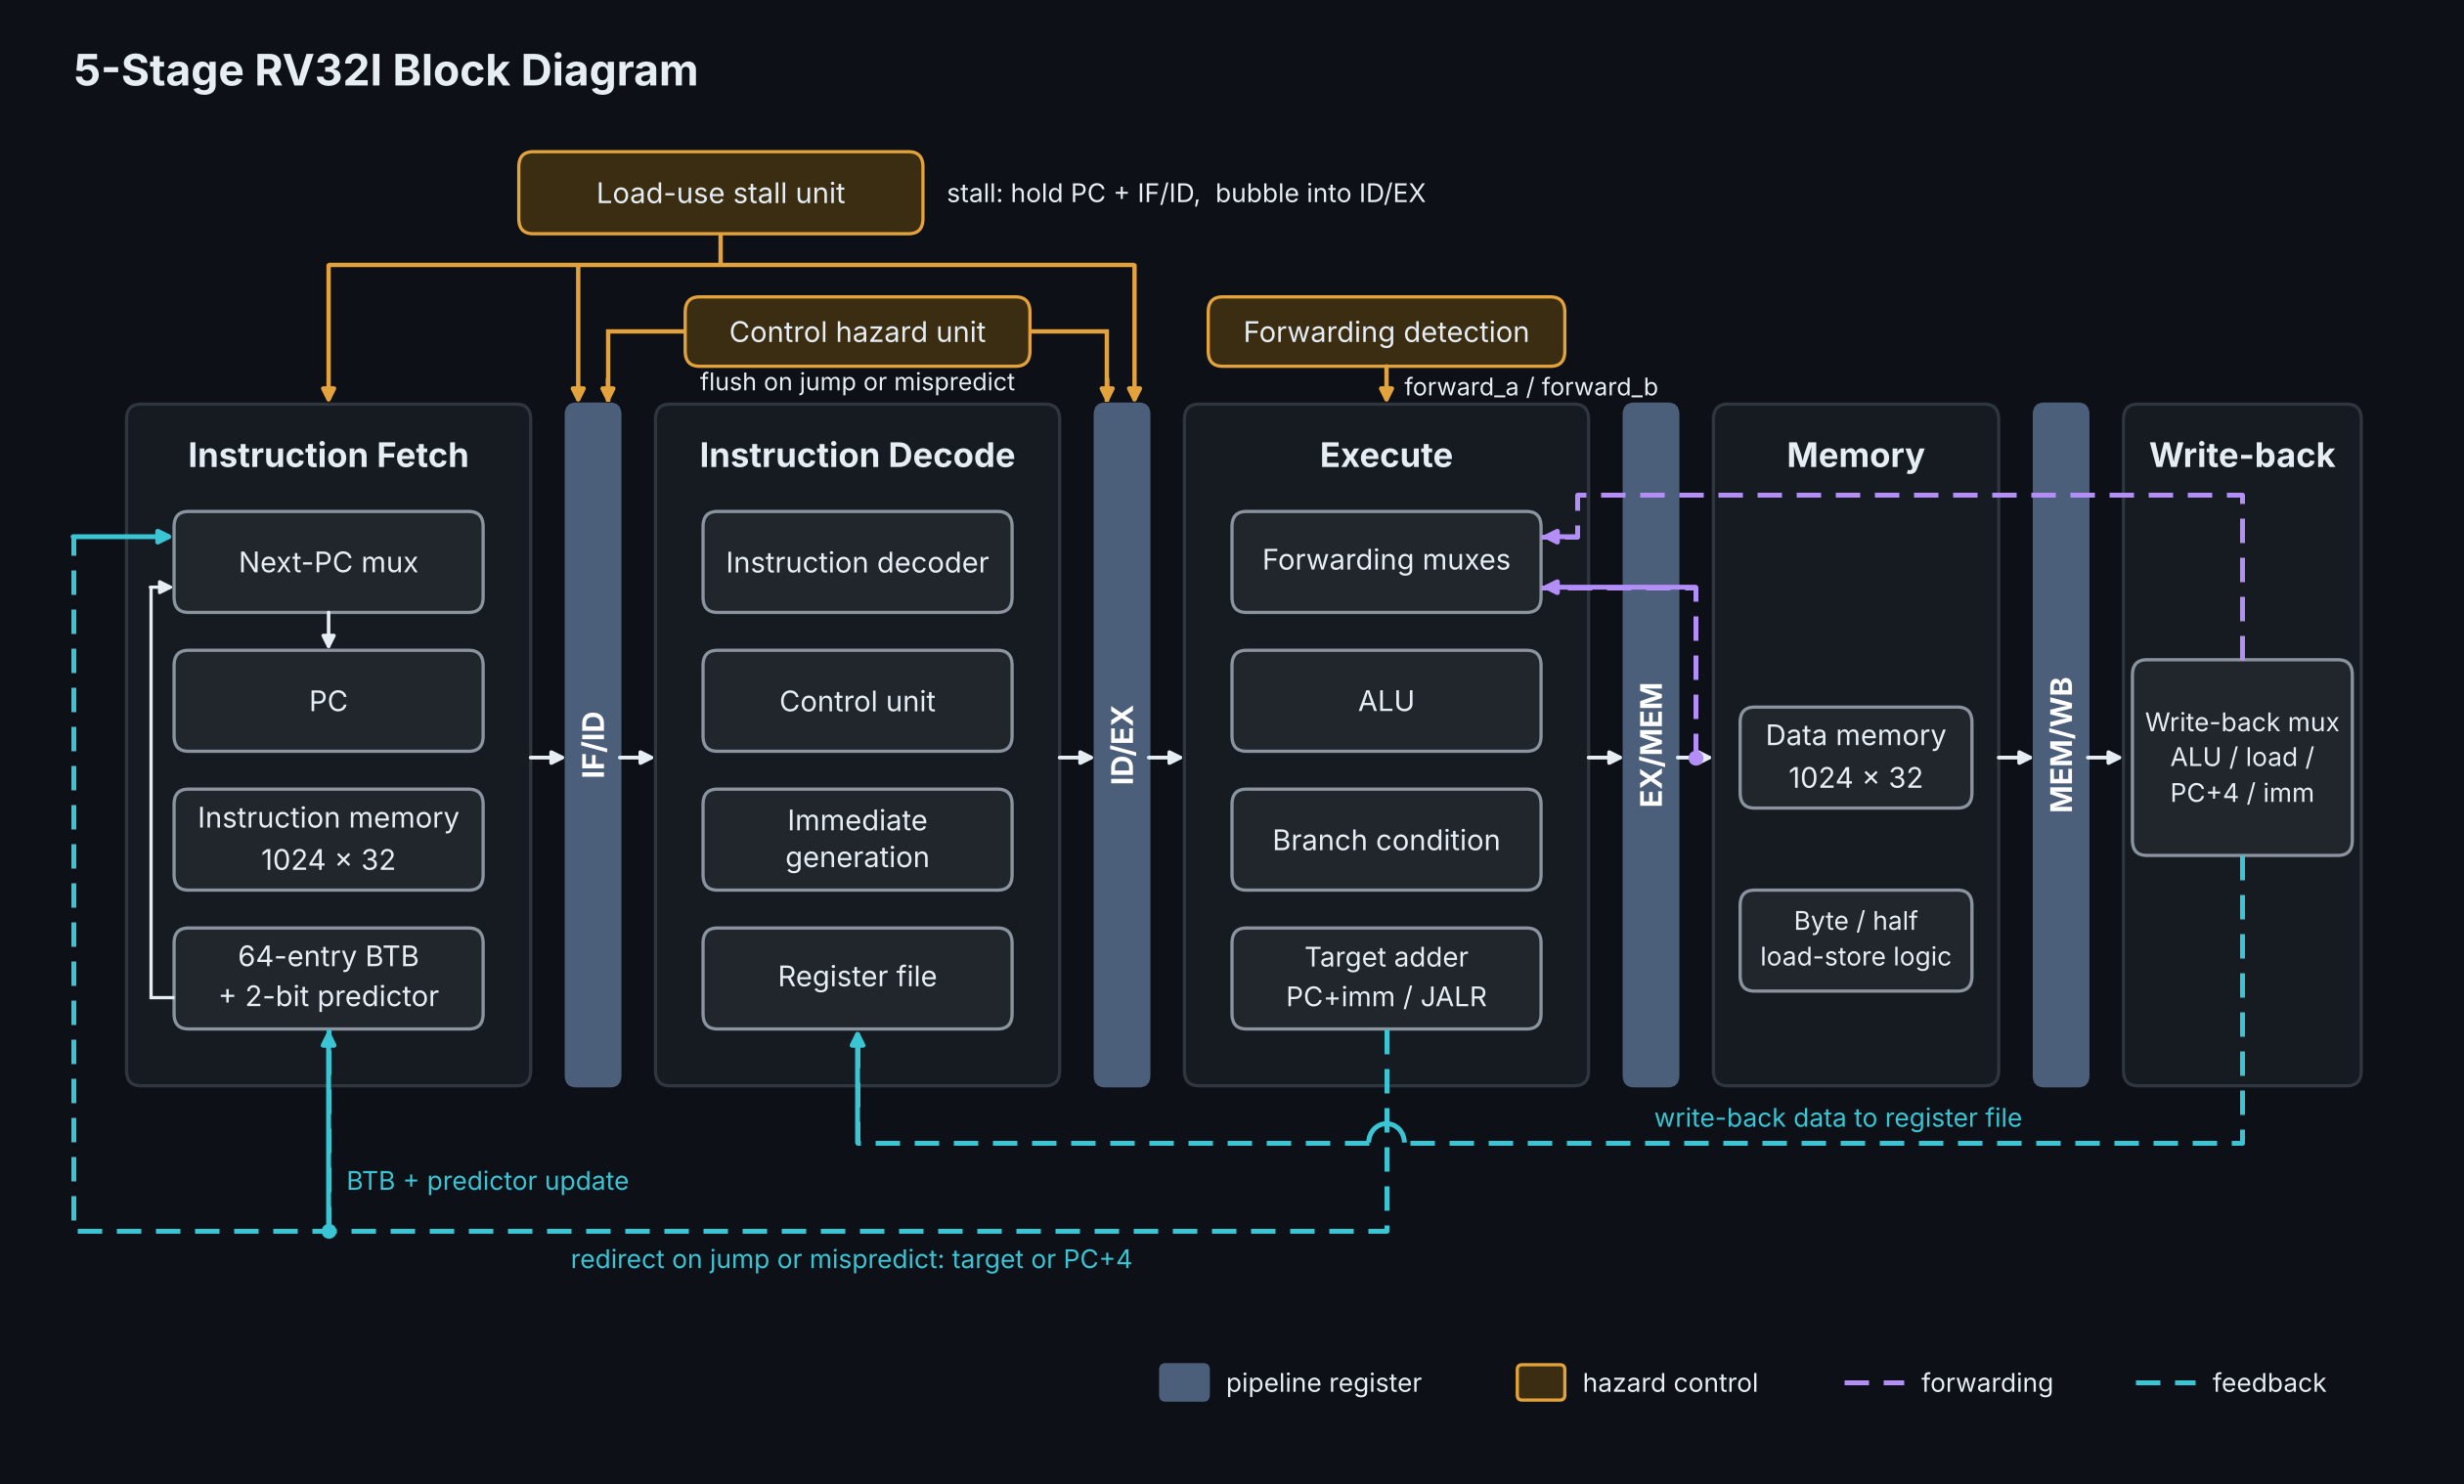 5-Stage RV32I Block Diagram
Load-use stall unit
stall: hold PC + IF/ID, bubble into ID/EX
Control hazard unit
flush on jump or mispredict
Forwarding detection
forward_a / forward_b
Instruction Fetch
Next-PC mux
PC
Instruction memory
1024 × 32
64-entry BTB
+ 2-bit predictor
IF/ID
Instruction Decode
Instruction decoder
Control unit
Immediate
generation
Register file
ID/EX
Execute
Forwarding muxes
ALU
Branch condition
Target adder
PC+imm / JALR
EX/MEM
Memory
Data memory
1024 × 32
Byte / half
load-store logic
MEM/WB
Write-back
Write-back mux
ALU / load /
PC+4 / imm
write-back data to register file
BTB + predictor update
redirect on jump or mispredict: target or PC+4
pipeline register
hazard control
forwarding
feedback